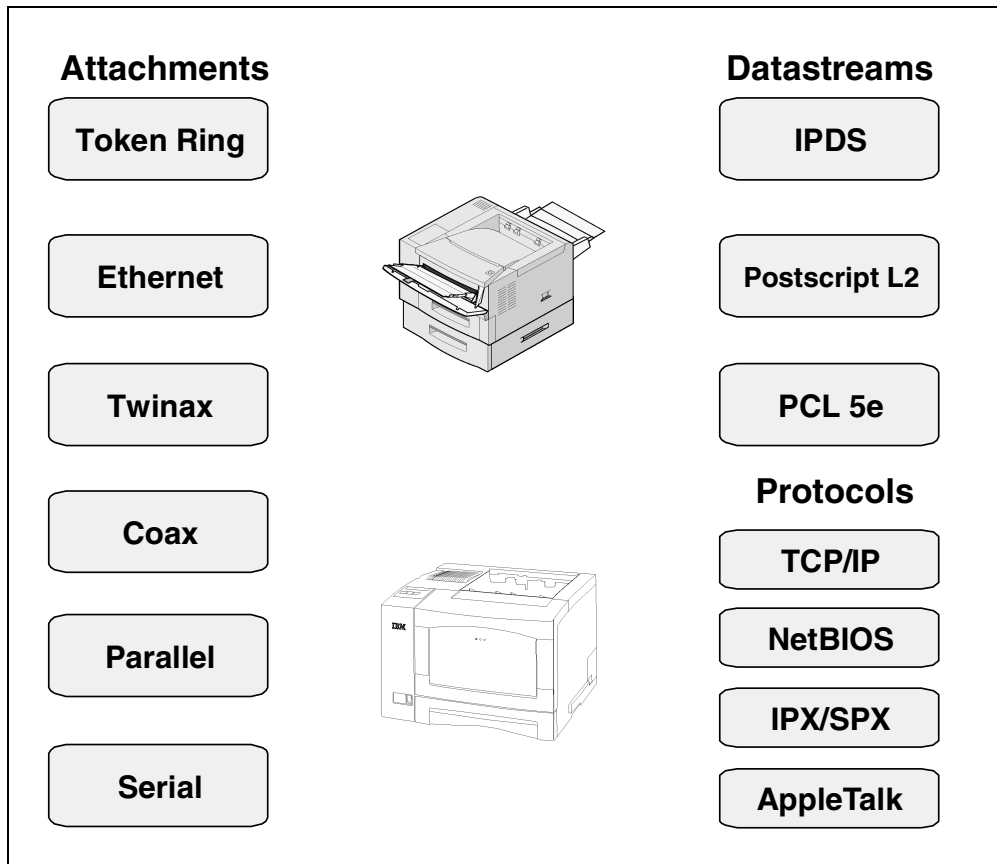 Attachments
Token Ring
Ethernet
Twinax
Coax
Parallel
Serial
IBM
Datastreams
IPDS
Postscript L2
PCL 5e
Protocols
TCP/IP
NetBIOS
IPX/SPX
AppleTalk